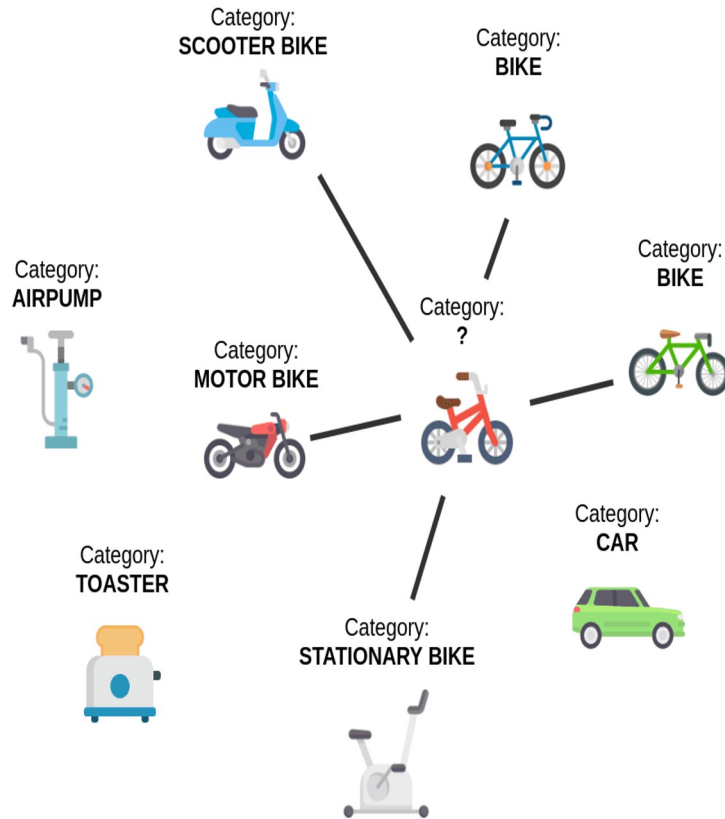 Category:
SCOOTER BIKE
Category:
BIKE
Category:
BIKE
Category:
AIRPUMP
Category:
?
Category:
MOTOR BIKE
Category:
CAR
Category:
TOASTER
Category:
STATIONARY BIKE